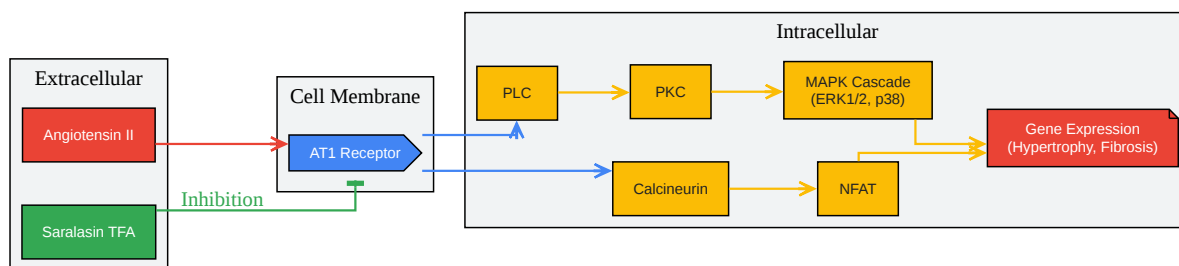 Extracellular
Angiotensin II
Inhibition
Saralasin TFA
Cell Membrane
AT1 Receptor
Intracellular
PLC
PKC
MAPK Cascade
(ERK1/2, p38)
Calcineurin
NFAT
Gene Expression
(Hypertrophy, Fibrosis)